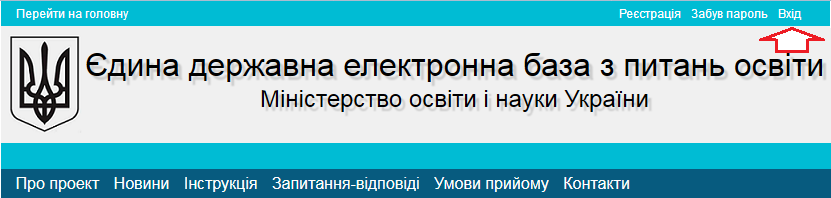 Перейти на головну Реєстрація Забув пароль Вхід
Єдина державна електронна база з питань освіти
Міністерство освіти і науки України
Про проект Новини Інструкція Запитання-відповіді Умови прийому Контакти